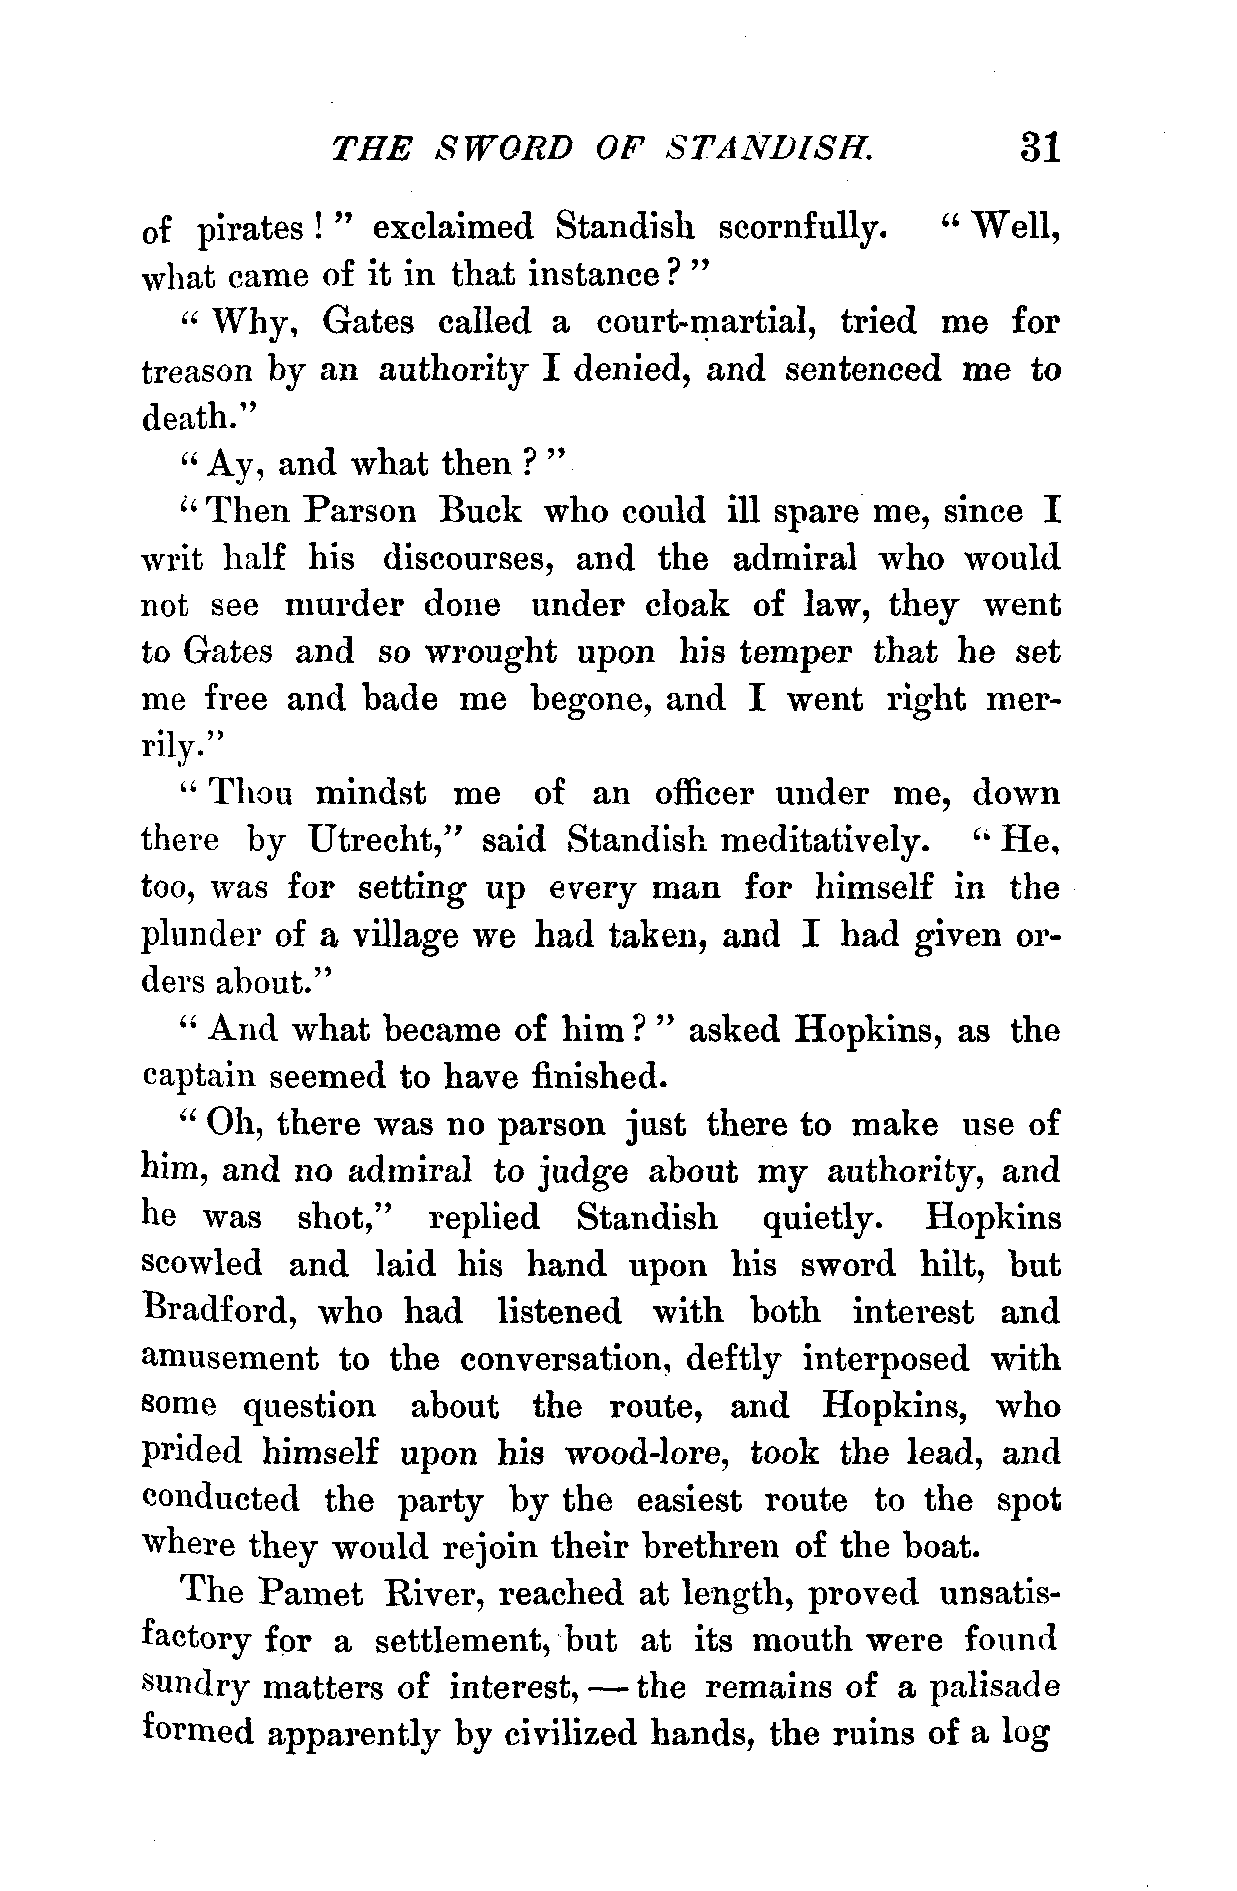 THE SWORD OF STANDISH. 31
of pirates ! " exclaimed Standish scornfully. " Well,
what came of it in that instance ? "
" Why, Gates called a court-martial, tried me for
treason by an authority I denied, and sentenced me to
death."
" Ay, and what then ? "
" Then Parson Buck who could ill spare me, since I
writ half his discourses, and the admiral who would
not see murder done under cloak of law, they went
to Gates and so wrought upon his temper that he set
me free and bade me begone, and I went right mer-
rily."
" Thou mindst me of an officer under me, down
there by Utrecht," said Standish meditatively. " He,
too, was for setting up every man for himself in the
plunder of a village we had taken, and I had given or-
ders about."
" And what became of him ? " asked Hopkins, as the
captain seemed to have finished.
" Oh, there was no parson just there to make use of
him, and no admiral to judge about my authority, and
he was shot," replied Standish quietly. Hopkins
scowled and laid his hand upon his sword hilt, but
Bradford, who had listened with both interest and
amusement to the conversation, deftly interposed with
some question about the route, and Hopkins, who
prided himself upon his wood-lore, took the lead, and
conducted the party by the easiest route to the spot
where they would rejoin their brethren of the boat.
The Pamet River, reached at length, proved unsatis-
factory for a settlement, but at its mouth were found
sundry matters of interest, — the remains of a palisade
formed apparently by civilized hands, the ruins of a log